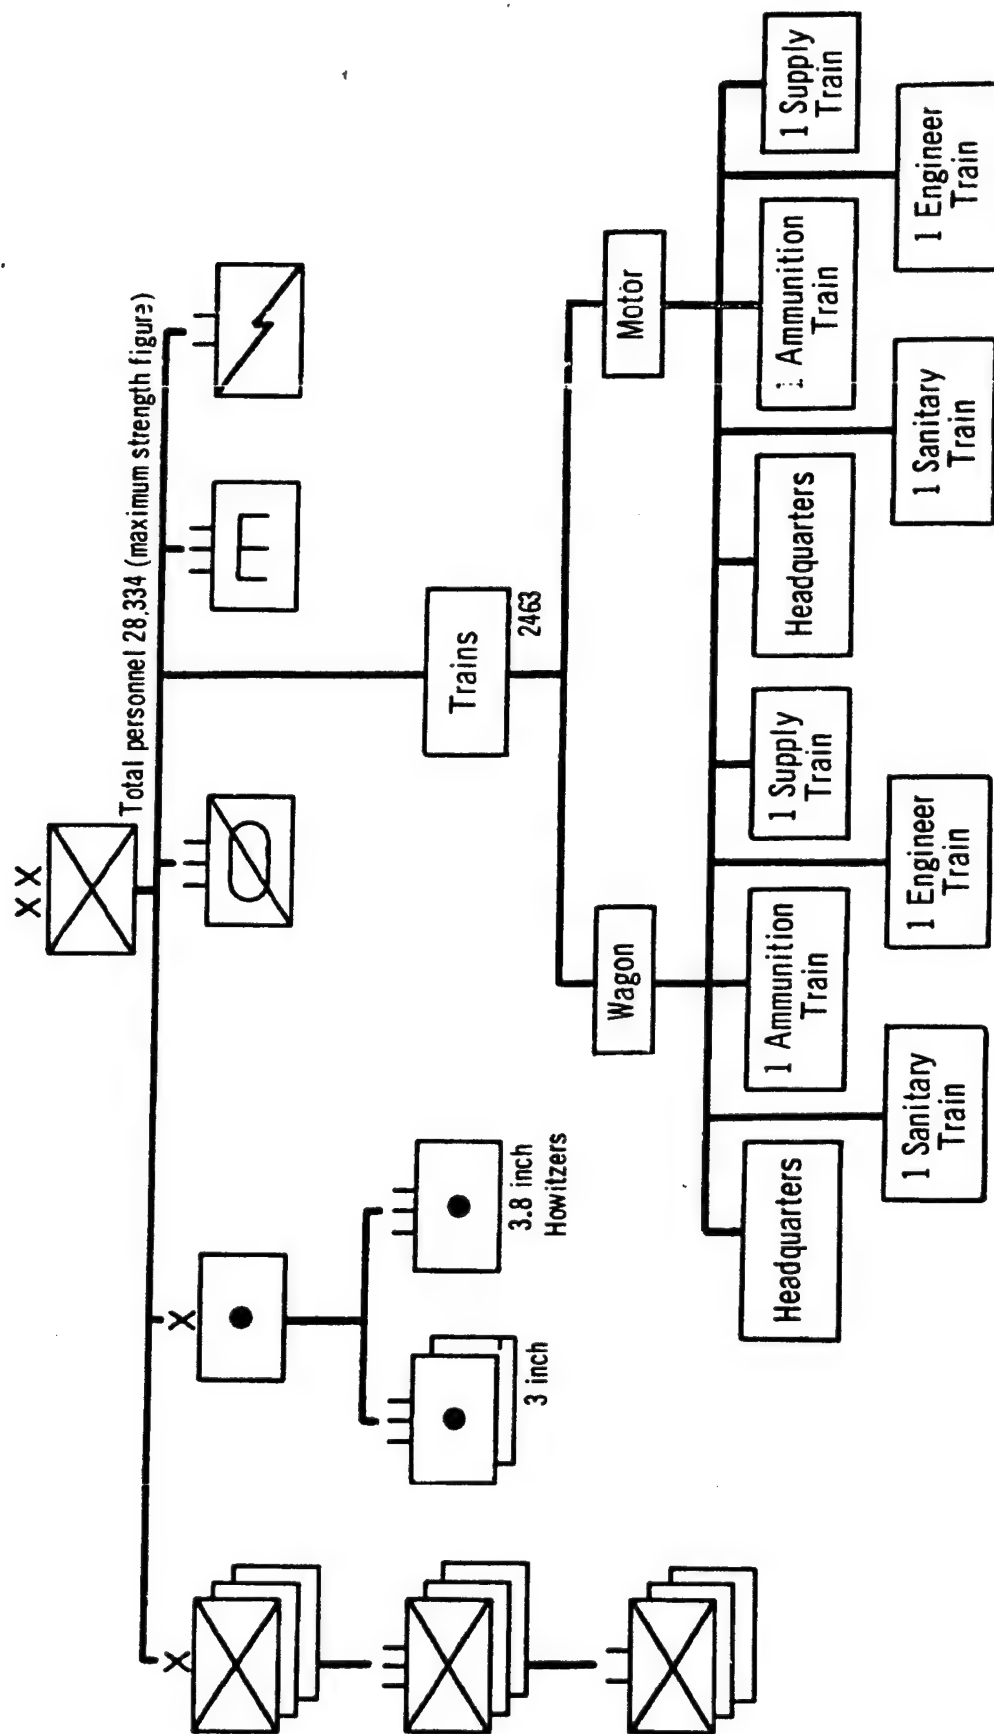 XX
Total personnel 28,334 (maximum strength figure)
X
X
E
3 inch
3.8 inch
Howitzers
Trains
2463
Wagon
Motor
Headquarters
1 Sanitary
Train
1 Ammunition
Train
1 Engineer
Train
1 Supply
Train
Headquarters
1 Sanitary
Train
1 Ammunition
Train
1 Engineer
Train
1 Supply
Train